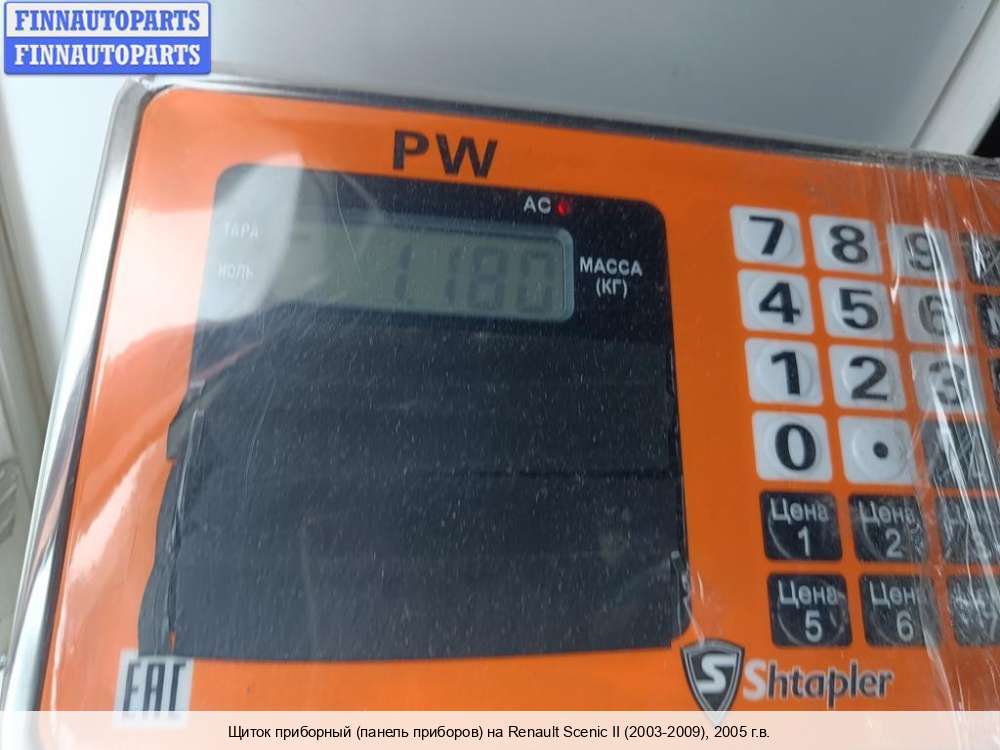 FINNAUTOPARTS
FINNAUTOPARTS
PW
AC
ТАРА
НОЛЬ
1.180
МАССА
(КГ)
7 8 9
4 5 6
1 2 3
0 .
Цена 1
Цена 2
Цена 5
Цена 6
EAC
S Shtapler
Щиток приборный (панель приборов) на Renault Scenic II (2003-2009), 2005 г.в.